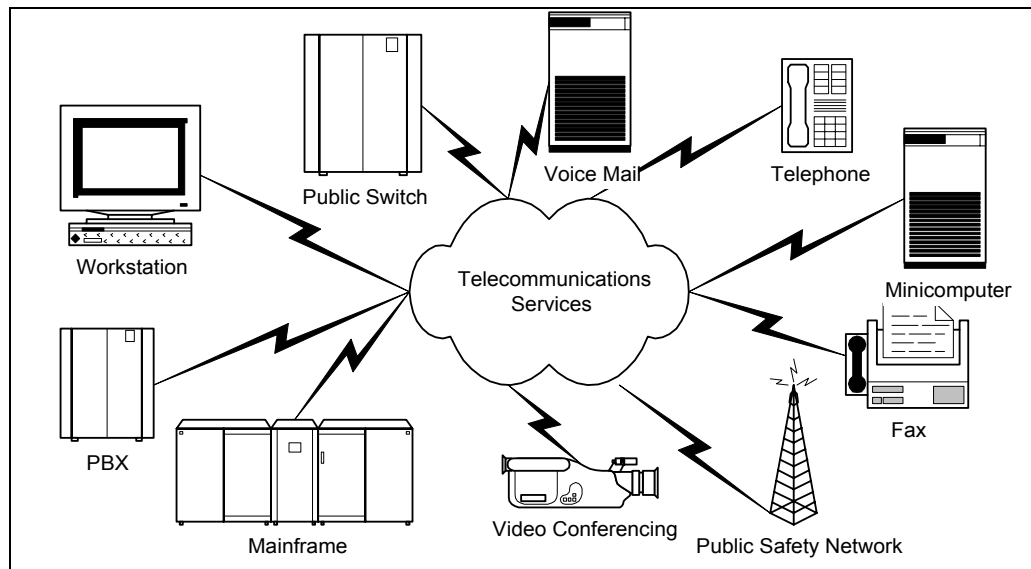 Voice Mail
Telephone
Public Switch
Workstation
Telecommunications
Services
Minicomputer
PBX
Fax
Mainframe
Video Conferencing
Public Safety Network